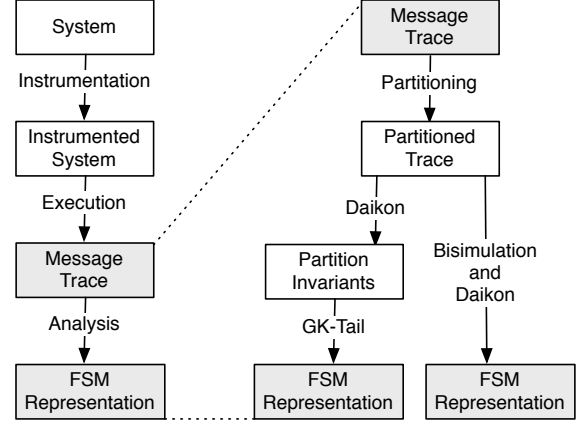 System
Instrumentation
Instrumented
System
Execution
Message
Trace
Analysis
FSM
Representation
Message
Trace
Partitioning
Partitioned
Trace
Daikon
Partition
Invariants
GK-Tail
FSM
Representation
Bisimulation
and
Daikon
FSM
Representation